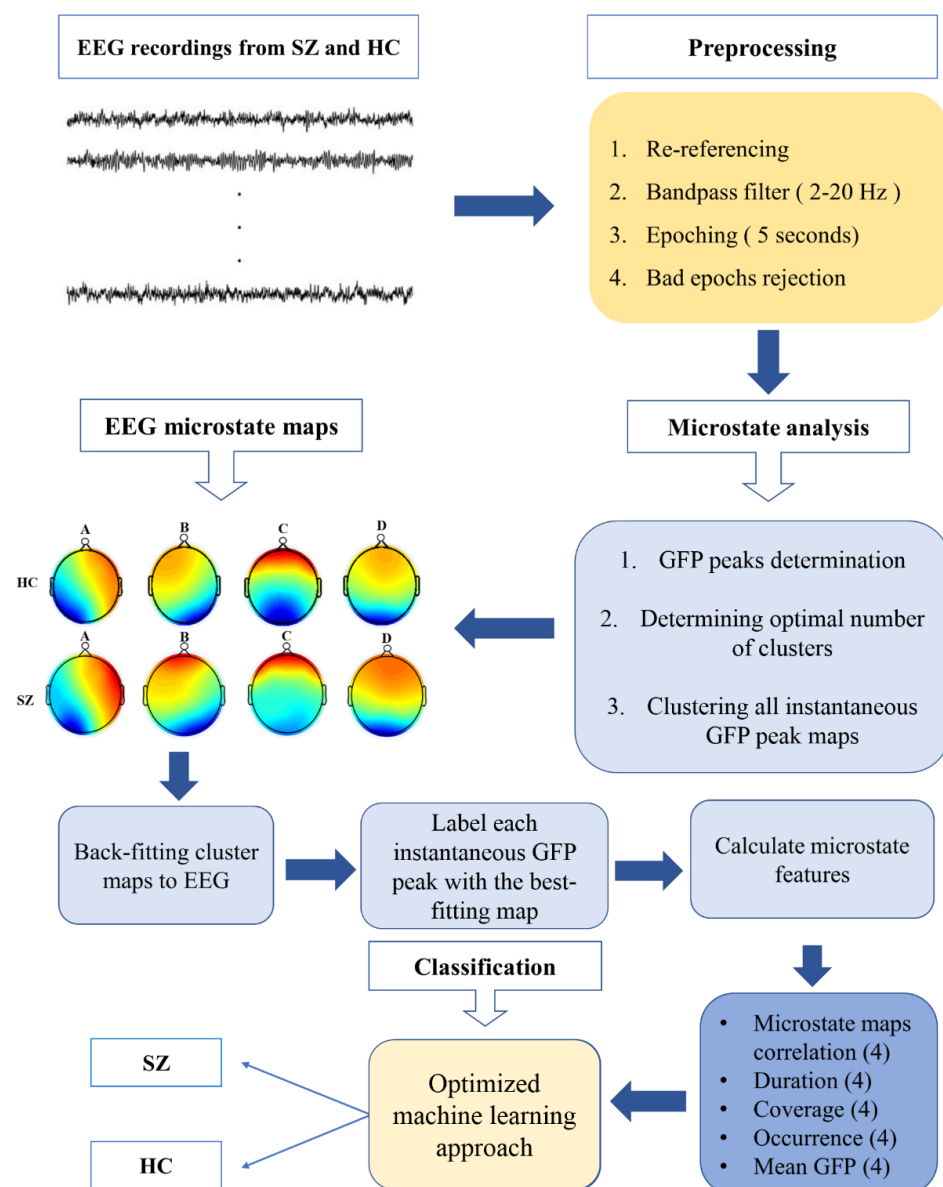 EEG recordings from SZ and HC
Preprocessing
1. Re-referencing
2. Bandpass filter ( 2-20 Hz )
3. Epoching ( 5 seconds)
4. Bad epochs rejection
EEG microstate maps
Microstate analysis
A
B
C
D
HC
A
B
C
D
SZ
1. GFP peaks determination
2. Determining optimal number
of clusters
3. Clustering all instantaneous
GFP peak maps
Back-fitting cluster
maps to EEG
Label each
instantaneous GFP
peak with the best-
fitting map
Calculate microstate
features
Classification
• Microstate maps
correlation (4)
• Duration (4)
• Coverage (4)
• Occurrence (4)
• Mean GFP (4)
Optimized
machine learning
approach
SZ
HC